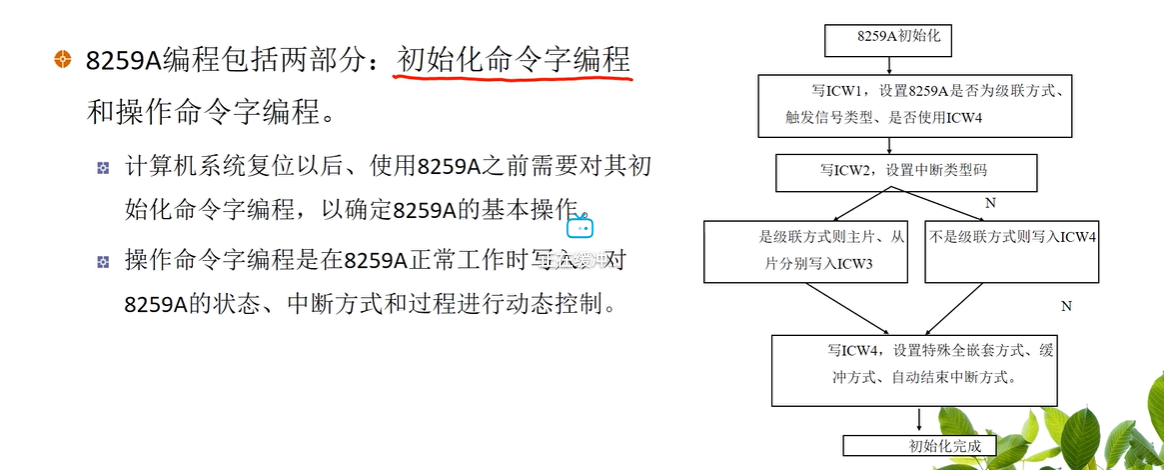 8259A编程包括两部分：初始化命令字编程
和操作命令字编程。
计算机系统复位以后、使用8259A之前需要对其初
始化命令字编程，以确定8259A的基本操作。
操作命令字编程是在8259A正常工作时写入，对
8259A的状态、中断方式和过程进行动态控制。
正在缓冲
8259A初始化
写ICW1，设置8259A是否为级联方式、
触发信号类型、是否使用ICW4
写ICW2，设置中断类型码
N
是级联方式则主片、从
片分别写入ICW3
不是级联方式则写入ICW4
N
写ICW4，设置特殊全嵌套方式、缓
冲方式、自动结束中断方式。
初始化完成